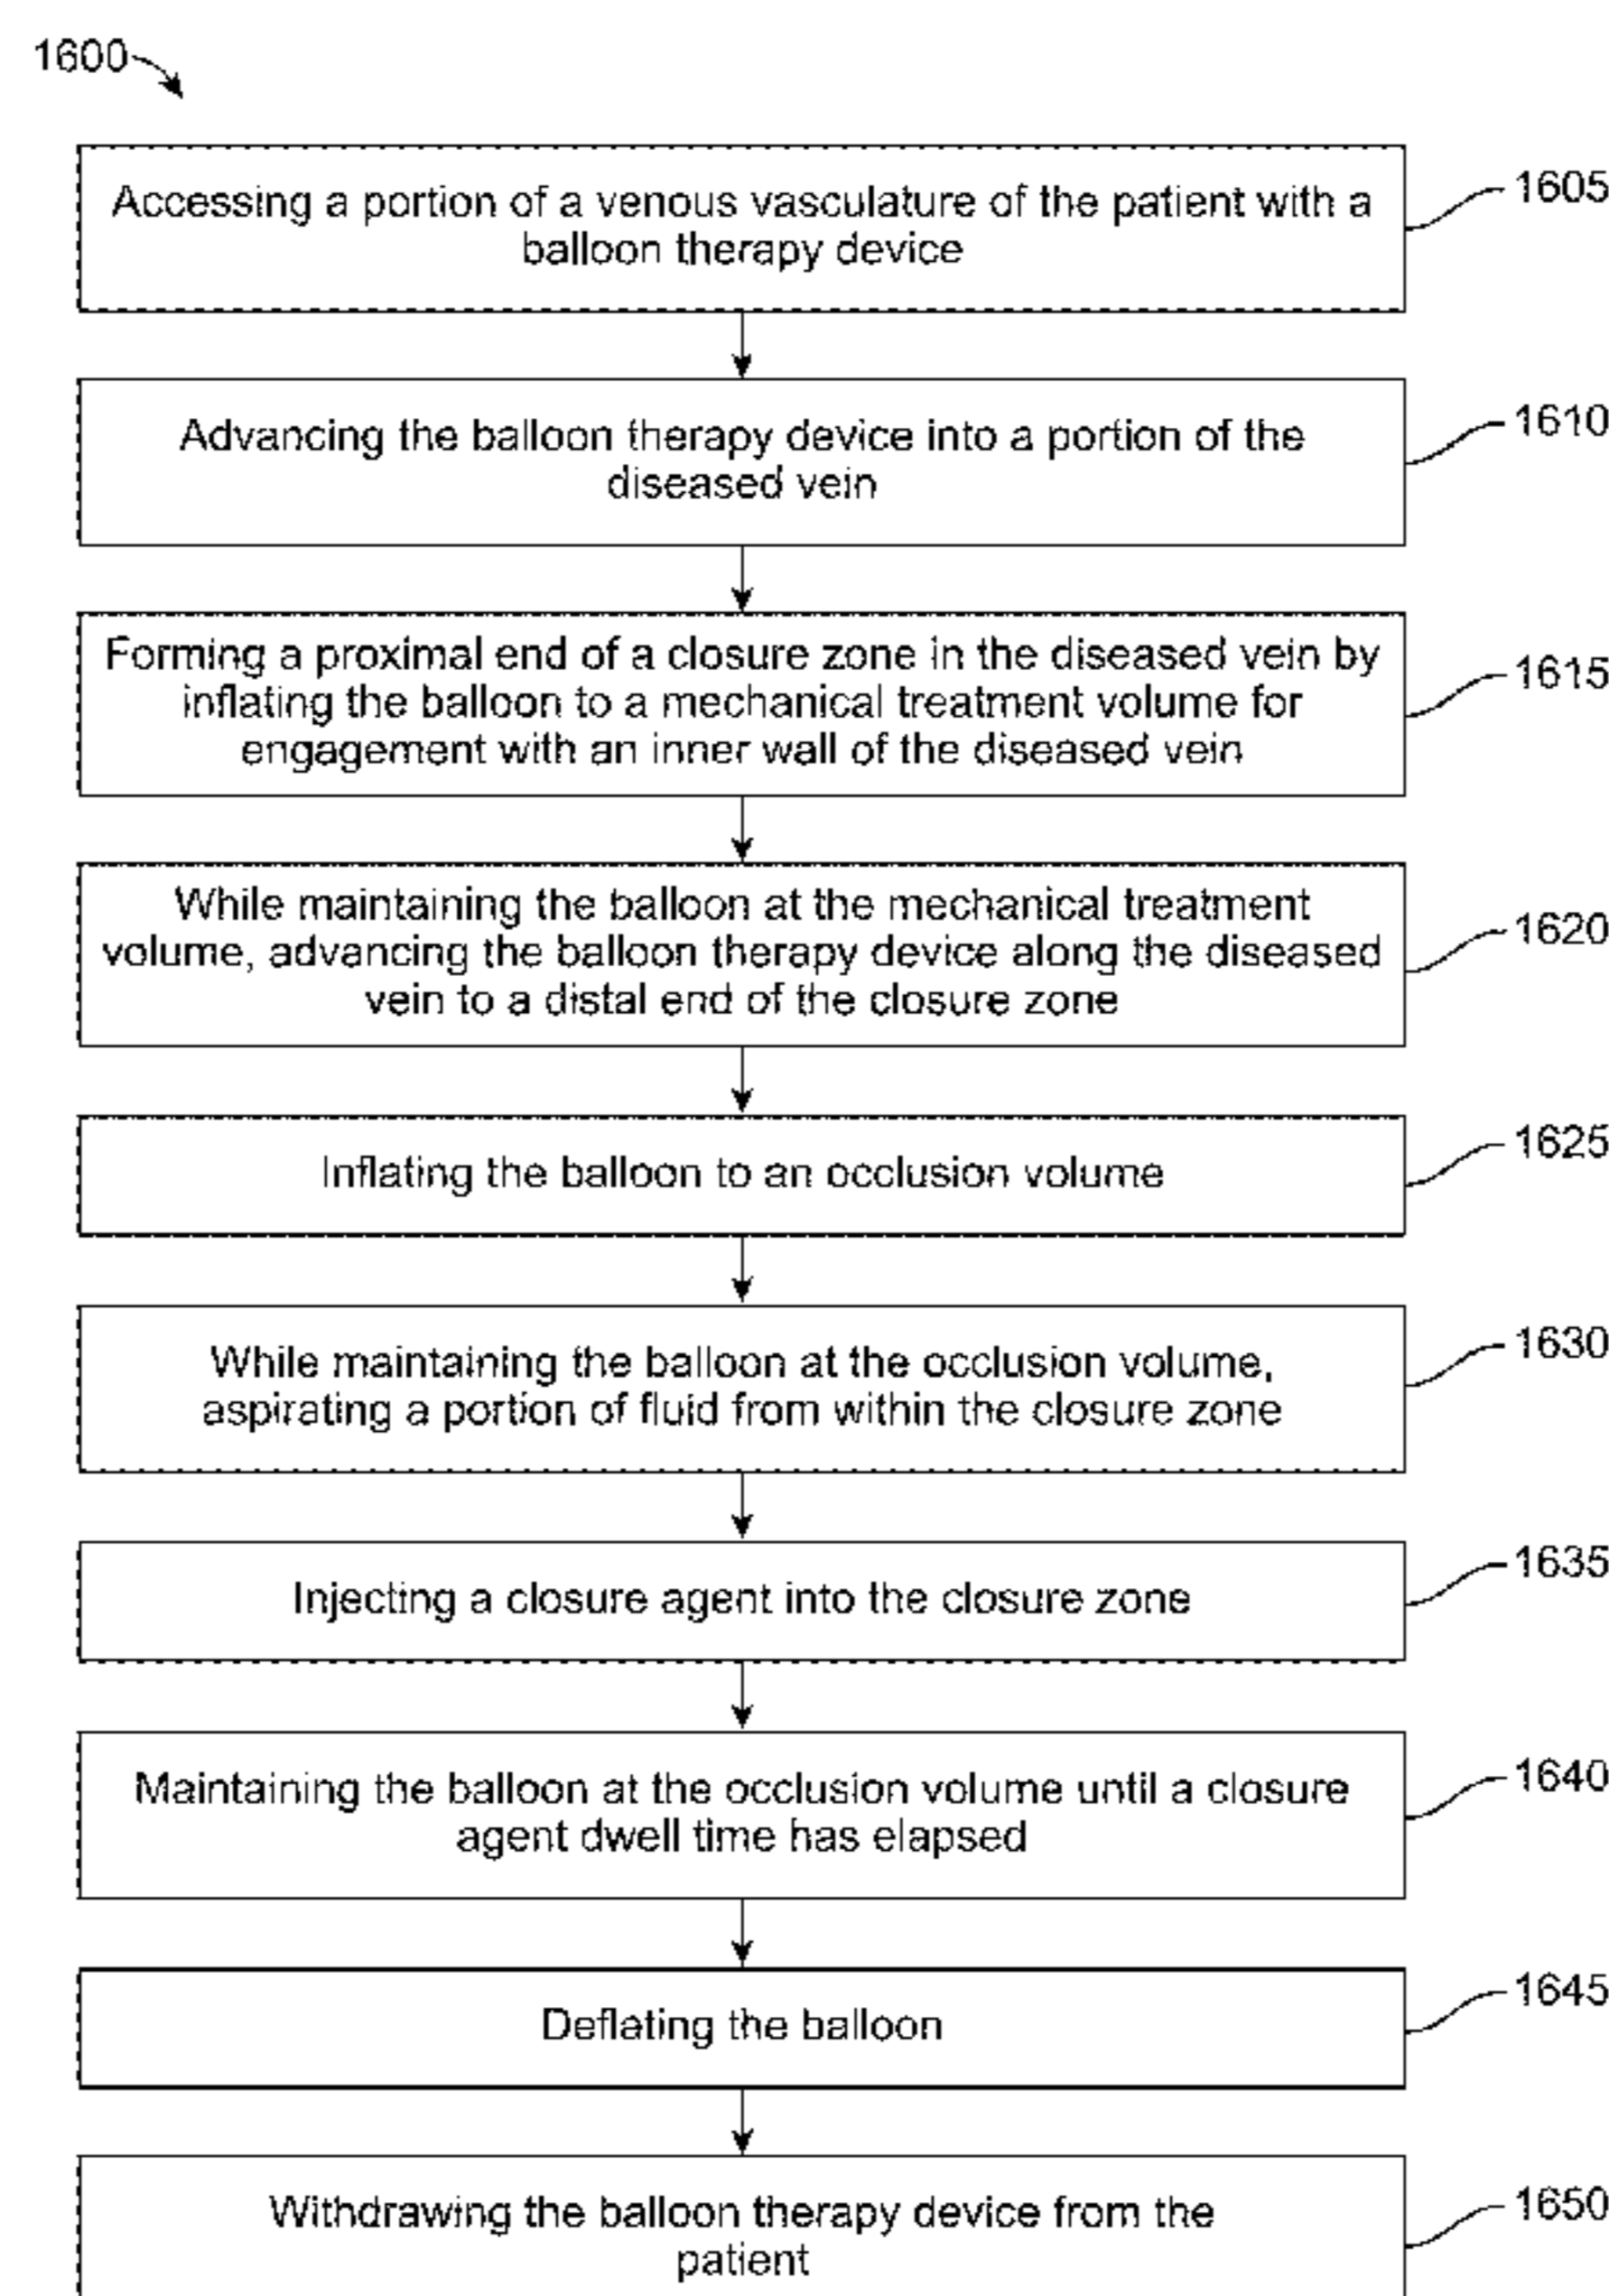 1600
Accessing a portion of a venous vasculature of the patient with a
balloon therapy device
1605
Advancing the balloon therapy device into a portion of the
diseased vein
1610
Forming a proximal end of a closure zone in the diseased vein by
inflating the balloon to a mechanical treatment volume for
engagement with an inner wall of the diseased vein
1615
While maintaining the balloon at the mechanical treatment
volume, advancing the balloon therapy device along the diseased
vein to a distal end of the closure zone
1620
Inflating the balloon to an occlusion volume
1625
While maintaining the balloon at the occlusion volume,
aspirating a portion of fluid from within the closure zone
1630
Injecting a closure agent into the closure zone
1635
Maintaining the balloon at the occlusion volume until a closure
agent dwell time has elapsed
1640
Deflating the balloon
1645
Withdrawing the balloon therapy device from the
patient
1650